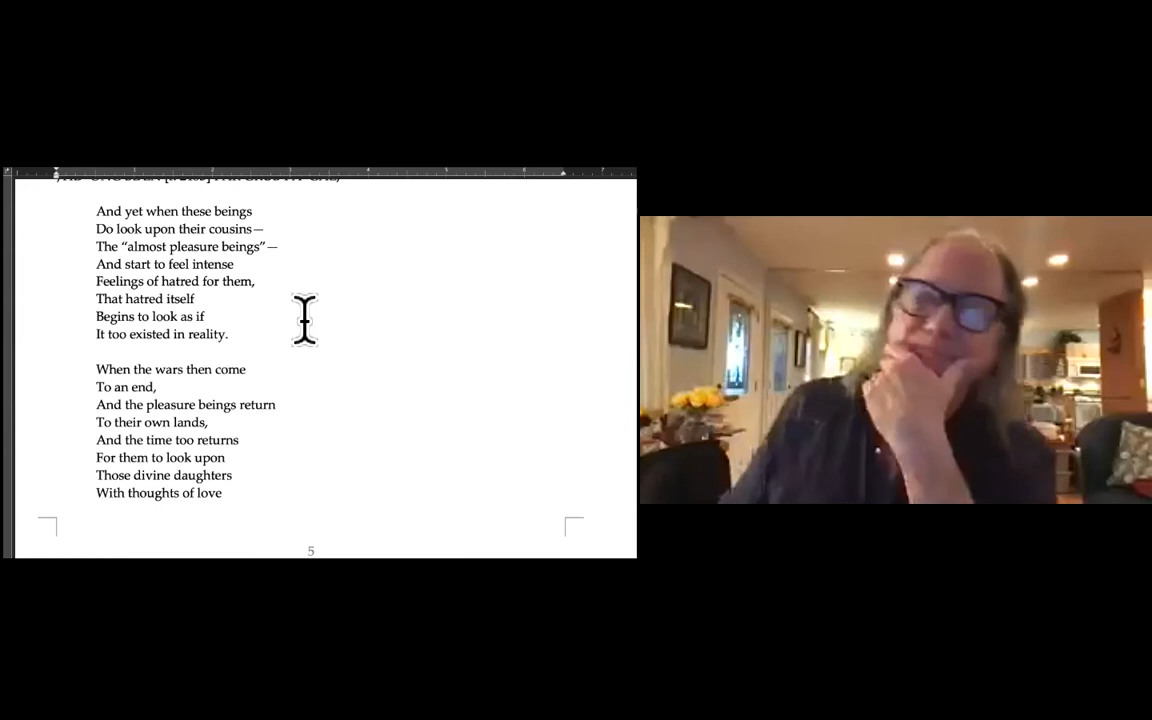 And yet when these beings
Do look upon their cousins—
The “almost pleasure beings”—
And start to feel intense
Feelings of hatred for them,
That hatred itself
Begins to look as if
It too existed in reality.
When the wars then come
To an end,
And the pleasure beings return
To their own lands,
And the time too returns
For them to look upon
Those divine daughters
With thoughts of love
5